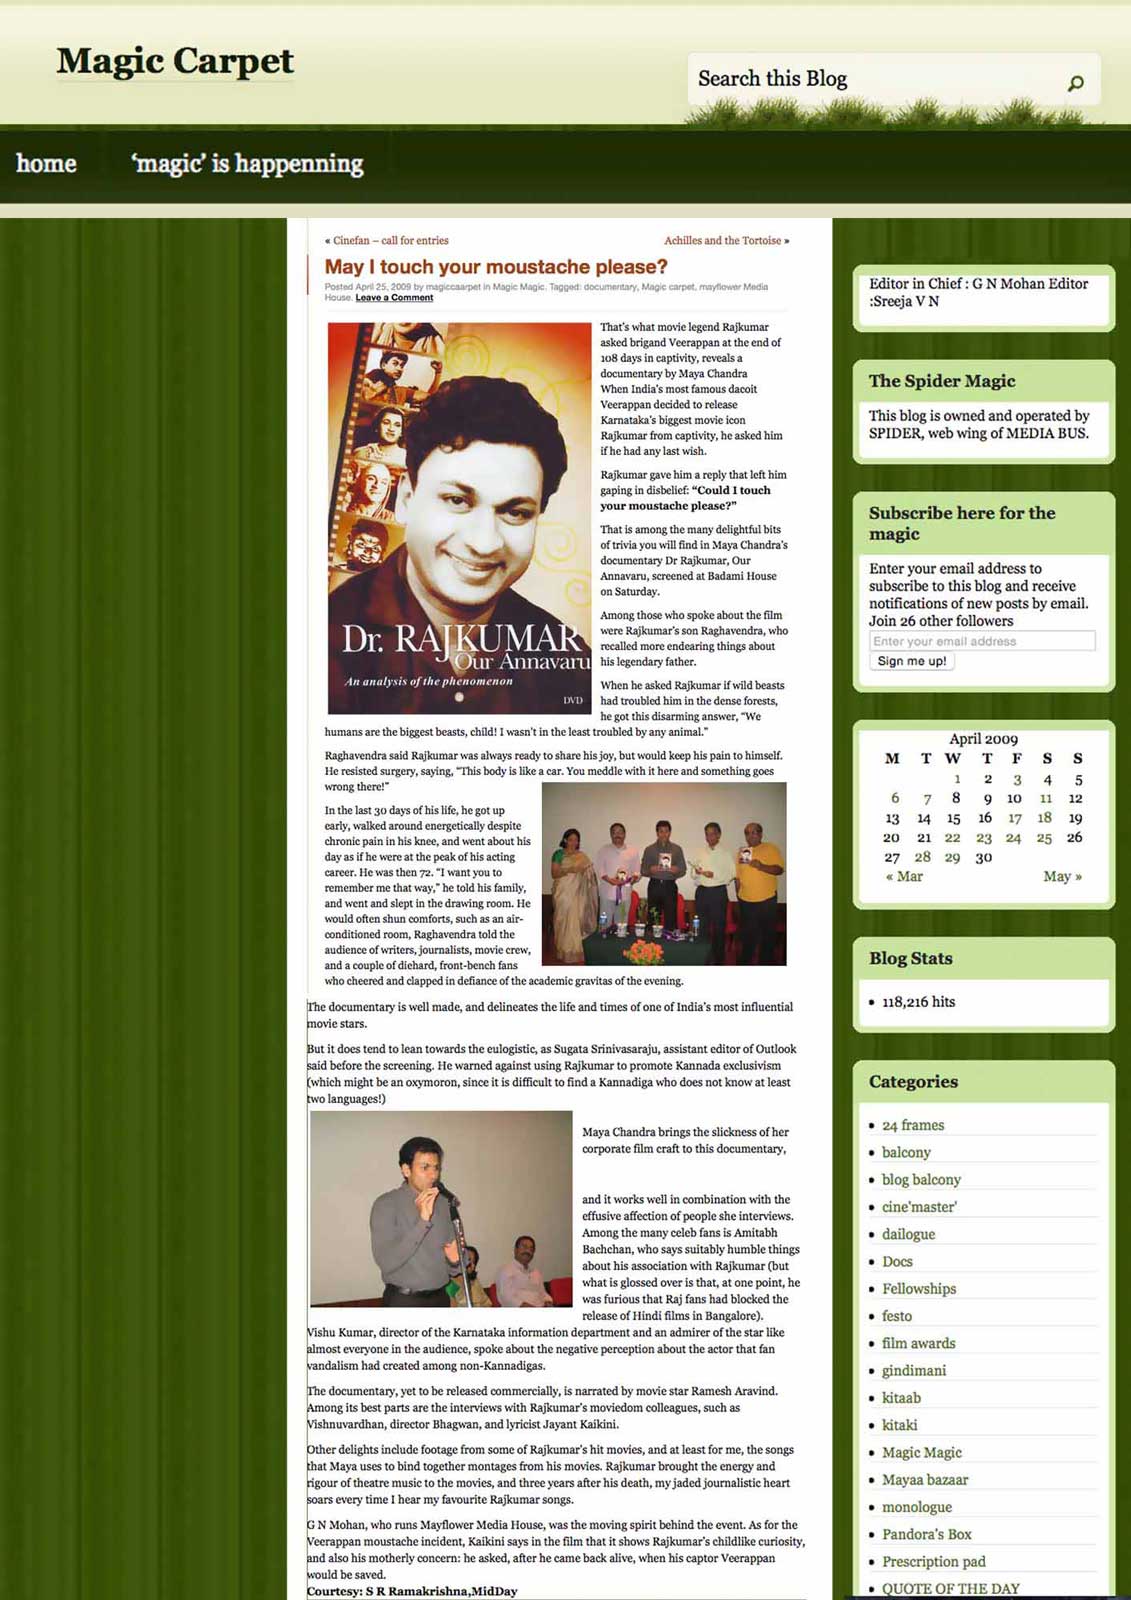 Magic Carpet
Search this Blog
home
‘magic’ is happenning
« Cinefan – call for entries
Achilles and the Tortoise »
May I touch your moustache please?
Posted April 25, 2009 by magiccaarpet in Magic Magic. Tagged: documentary, Magic carpet, mayflower Media
House. Leave a Comment
Dr. RAJKUMAR
Our Annavaru
An analysis of the phenomenon
DVD
That’s what movie legend Rajkumar
asked brigand Veerappan at the end of
108 days in captivity, reveals a
documentary by Maya Chandra
When India’s most famous dacoit
Veerappan decided to release
Karnataka’s biggest movie icon
Rajkumar from captivity, he asked him
if he had any last wish.
Rajkumar gave him a reply that left him
gaping in disbelief: “Could I touch
your moustache please?”
That is among the many delightful bits
of trivia you will find in Maya Chandra’s
documentary Dr Rajkumar, Our
Annavaru, screened at Badami House
on Saturday.
Among those who spoke about the film
were Rajkumar’s son Raghavendra, who
recalled more endearing things about
his legendary father.
When he asked Rajkumar if wild beasts
had troubled him in the dense forests,
he got this disarming answer, “We
humans are the biggest beasts, child! I wasn’t in the least troubled by any animal.”
Raghavendra said Rajkumar was always ready to share his joy, but would keep his pain to himself.
He resisted surgery, saying, “This body is like a car. You meddle with it here and something goes
wrong there!”
In the last 30 days of his life, he got up
early, walked around energetically despite
chronic pain in his knee, and went about his
day as if he were at the peak of his acting
career. He was then 72. “I want you to
remember me that way,” he told his family,
and went and slept in the drawing room. He
would often shun comforts, such as an air-
conditioned room, Raghavendra told the
audience of writers, journalists, movie crew,
and a couple of diehard, front-bench fans
who cheered and clapped in defiance of the academic gravitas of the evening.
The documentary is well made, and delineates the life and times of one of India’s most influential
movie stars.
But it does tend to lean towards the eulogistic, as Sugata Srinivasaraju, assistant editor of Outlook
said before the screening. He warned against using Rajkumar to promote Kannada exclusivism
(which might be an oxymoron, since it is difficult to find a Kannadiga who does not know at least
two languages!)
Maya Chandra brings the slickness of her
corporate film craft to this documentary,
and it works well in combination with the
effusive affection of people she interviews.
Among the many celeb fans is Amitabh
Bachchan, who says suitably humble things
about his association with Rajkumar (but
what is glossed over is that, at one point, he
was furious that Raj fans had blocked the
release of Hindi films in Bangalore).
Vishu Kumar, director of the Karnataka information department and an admirer of the star like
almost everyone in the audience, spoke about the negative perception about the actor that fan
vandalism had created among non-Kannadigas.
The documentary, yet to be released commercially, is narrated by movie star Ramesh Aravind.
Among its best parts are the interviews with Rajkumar’s moviedom colleagues, such as
Vishnuvardhan, director Bhagwan, and lyricist Jayant Kaikini.
Other delights include footage from some of Rajkumar’s hit movies, and at least for me, the songs
that Maya uses to bind together montages from his movies. Rajkumar brought the energy and
rigour of theatre music to the movies, and three years after his death, my jaded journalistic heart
soars every time I hear my favourite Rajkumar songs.
G N Mohan, who runs Mayflower Media House, was the moving spirit behind the event. As for the
Veerappan moustache incident, Kaikini says in the film that it shows Rajkumar’s childlike curiosity,
and also his motherly concern: he asked, after he came back alive, when his captor Veerappan
would be saved.
Courtesy: S R Ramakrishna,MidDay
Editor in Chief : G N Mohan Editor
:Sreeja V N
The Spider Magic
This blog is owned and operated by
SPIDER, web wing of MEDIA BUS.
Subscribe here for the
magic
Enter your email address to
subscribe to this blog and receive
notifications of new posts by email.
Join 26 other followers
Enter your email address
Sign me up!
April 2009
M T W T F S S
1 2 3 4 5
6 7 8 9 10 11 12
13 14 15 16 17 18 19
20 21 22 23 24 25 26
27 28 29 30
« Mar May »
Blog Stats
118,216 hits
Categories
24 frames
balcony
blog balcony
cine'master'
dailogue
Docs
Fellowships
festo
film awards
gindimani
kitaab
kitaki
Magic Magic
Mayaa bazaar
monologue
Pandora's Box
Prescription pad
QUOTE OF THE DAY